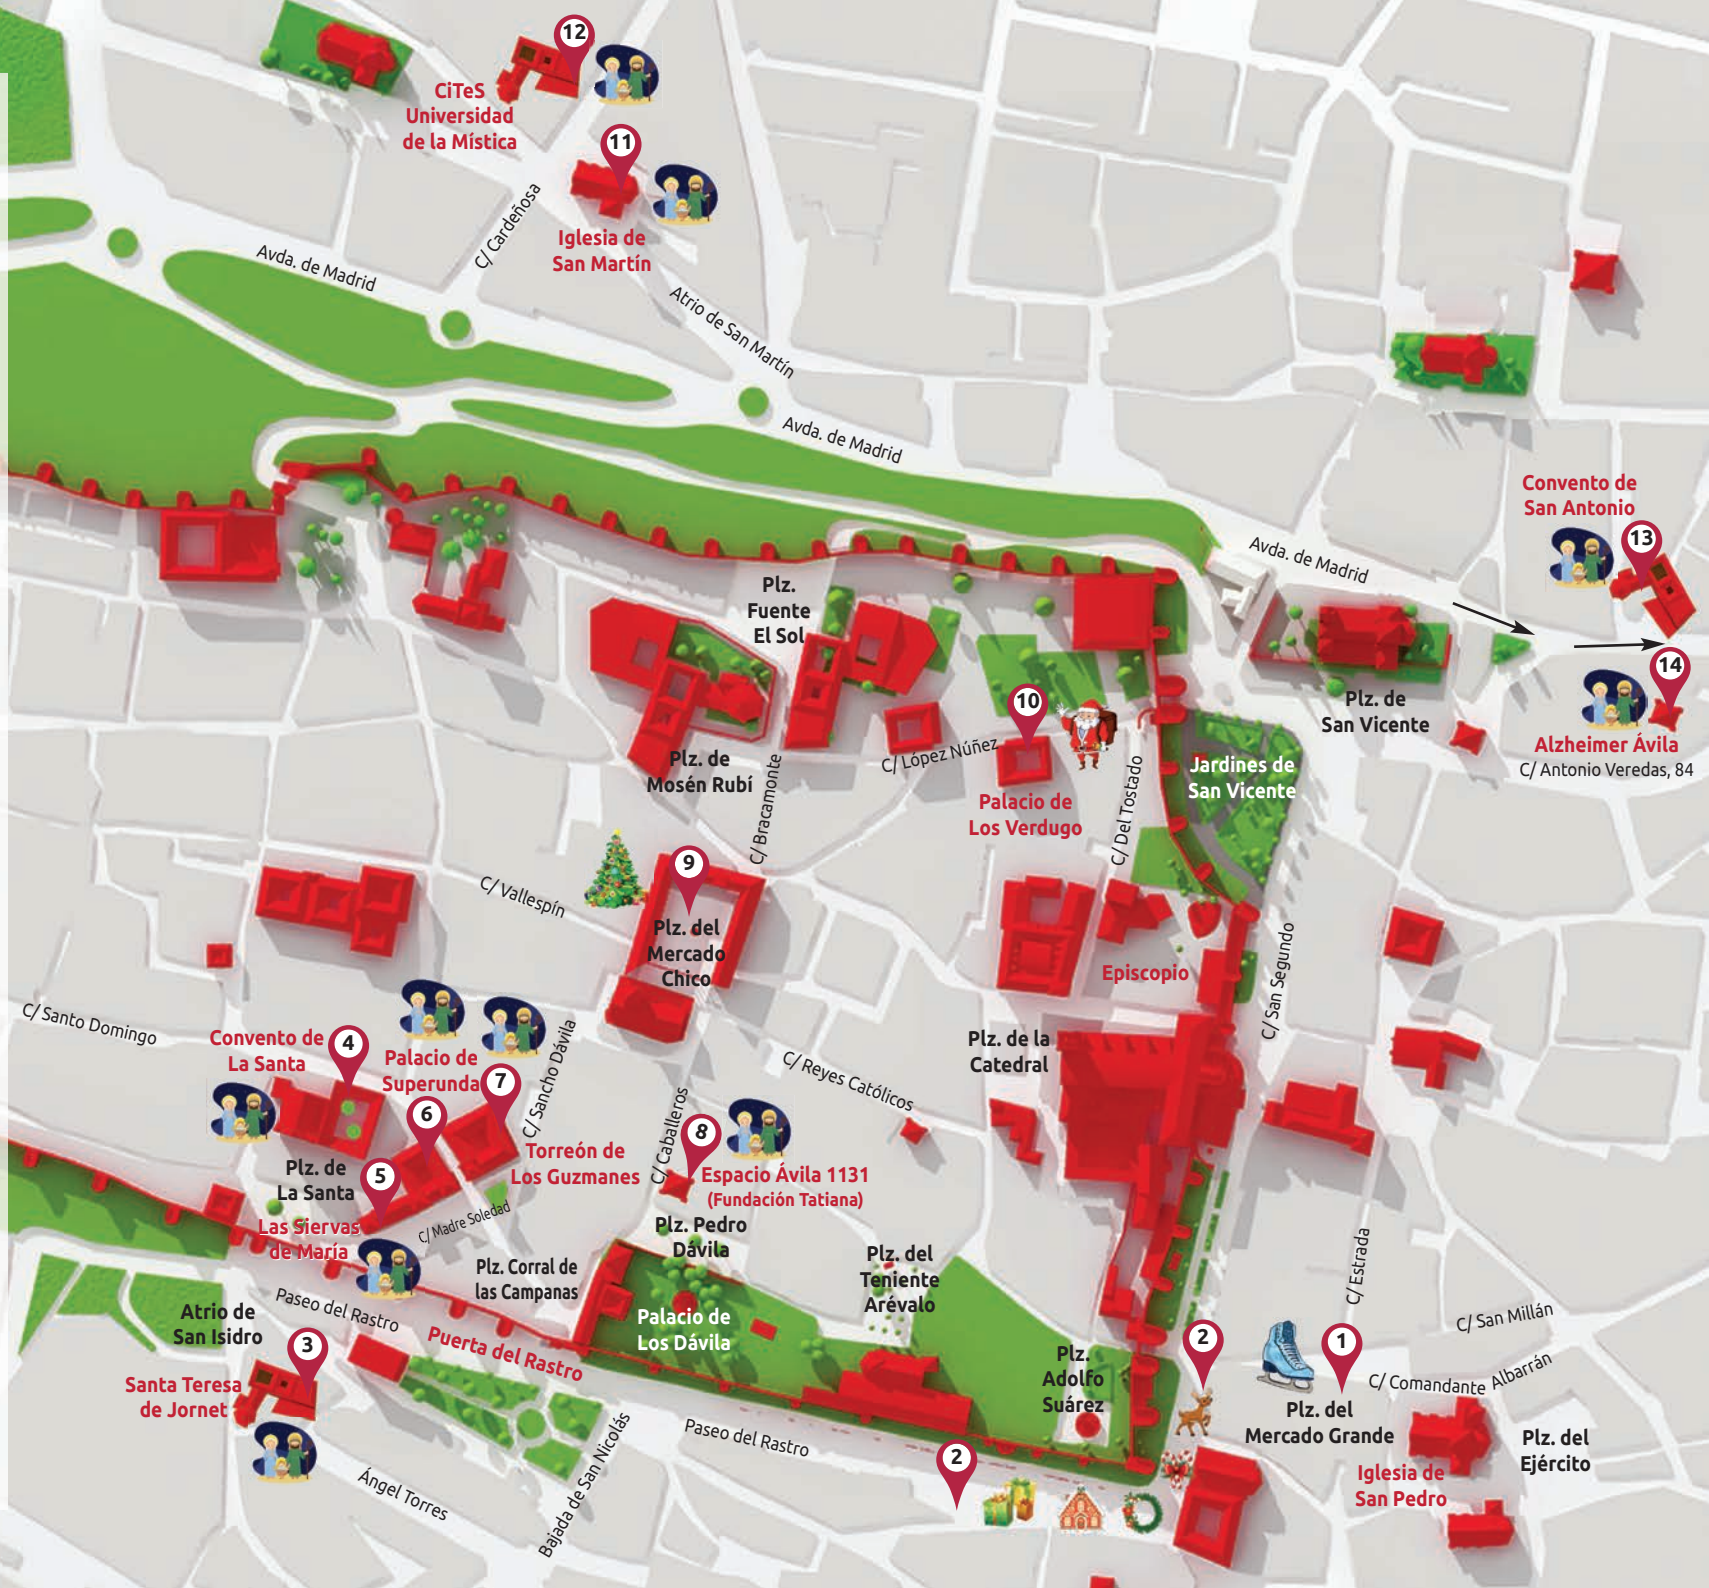 12
CiTeS
Universidad
de la Mística
11
Iglesia de
San Martín
C/ Cardeñosa
Avda. de Madrid
Atrio de San Martín
Avda. de Madrid
Convento de
San Antonio
13
Avda. de Madrid
14
Alzheimer Ávila
C/ Antonio Veredas, 84
Plz. de
San Vicente
Plz.
Fuente
El Sol
10
C/ López Núñez
Palacio de
Los Verdugo
C/ Del Tostado
Jardines de
San Vicente
Plz. de
Mosén Rubí
C/ Bracamonte
9
Plz. del
Mercado
Chico
C/ Vallespín
Episcopio
C/ San Segundo
Plz. de la
Catedral
C/ Santo Domingo
Convento de
La Santa
4
Palacio de
Superunda
7
6
C/ Sancho Dávila
Torreón de
Los Guzmanes
C/ Reyes Católicos
C/ Caballeros
8
Espacio Ávila 1131
(Fundación Tatiana)
Plz. de
La Santa
5
Las Siervas
de María
C/ Madre Soledad
Plz. Pedro
Dávila
Plz. Corral de
las Campanas
Plz. del
Teniente
Arévalo
Palacio de
Los Dávila
C/ Estrada
C/ San Millán
Atrio de
San Isidro
Paseo del Rastro
Puerta del Rastro
3
Santa Teresa
de Jornet
Plz.
Adolfo
Suárez
2
1
C/ Comandante Albarrán
Plz. del
Mercado Grande
Plz. del
Ejército
Iglesia de
San Pedro
Paseo del Rastro
2
Ángel Torres
Bajada de San Nicolás